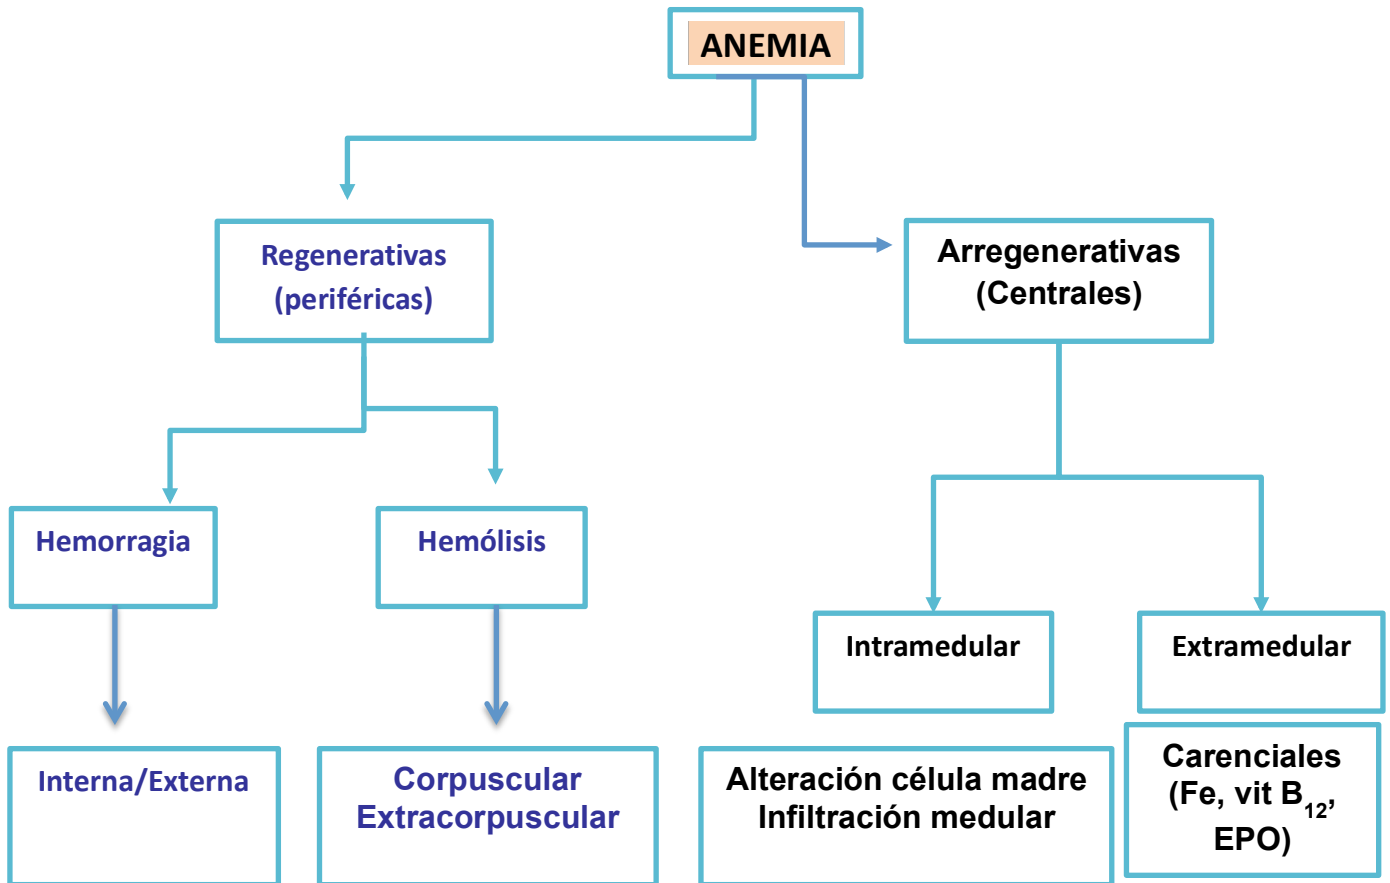 ANEMIA
Regenerativas
(periféricas)
Arregenerativas
(Centrales)
Hemorragia
Hemólisis
Intramedular
Extramedular
Interna/Externa
Corpuscular
Extracorpuscular
Alteración célula madre
Infiltración medular
Carenciales
(Fe, vit B12,
EPO)